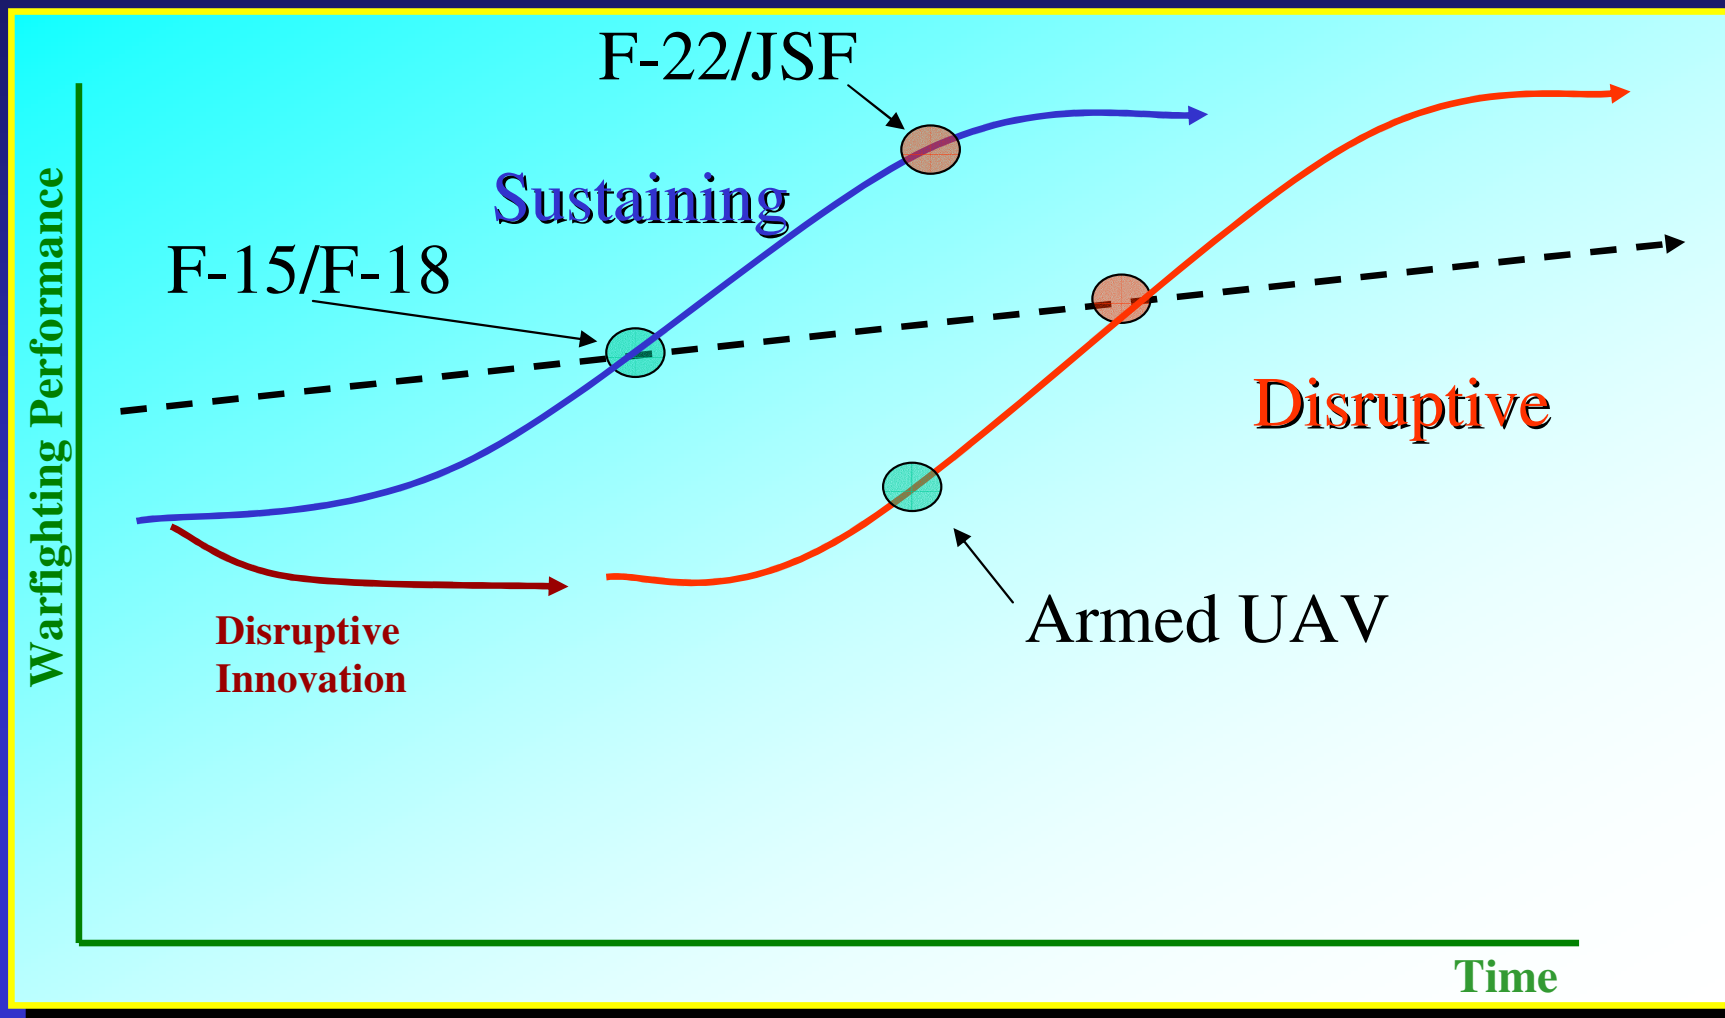 F-22/JSF
Sustaining
F-15/F-18
Warfighting Performance
Disruptive
Armed UAV
Disruptive
Innovation
Time